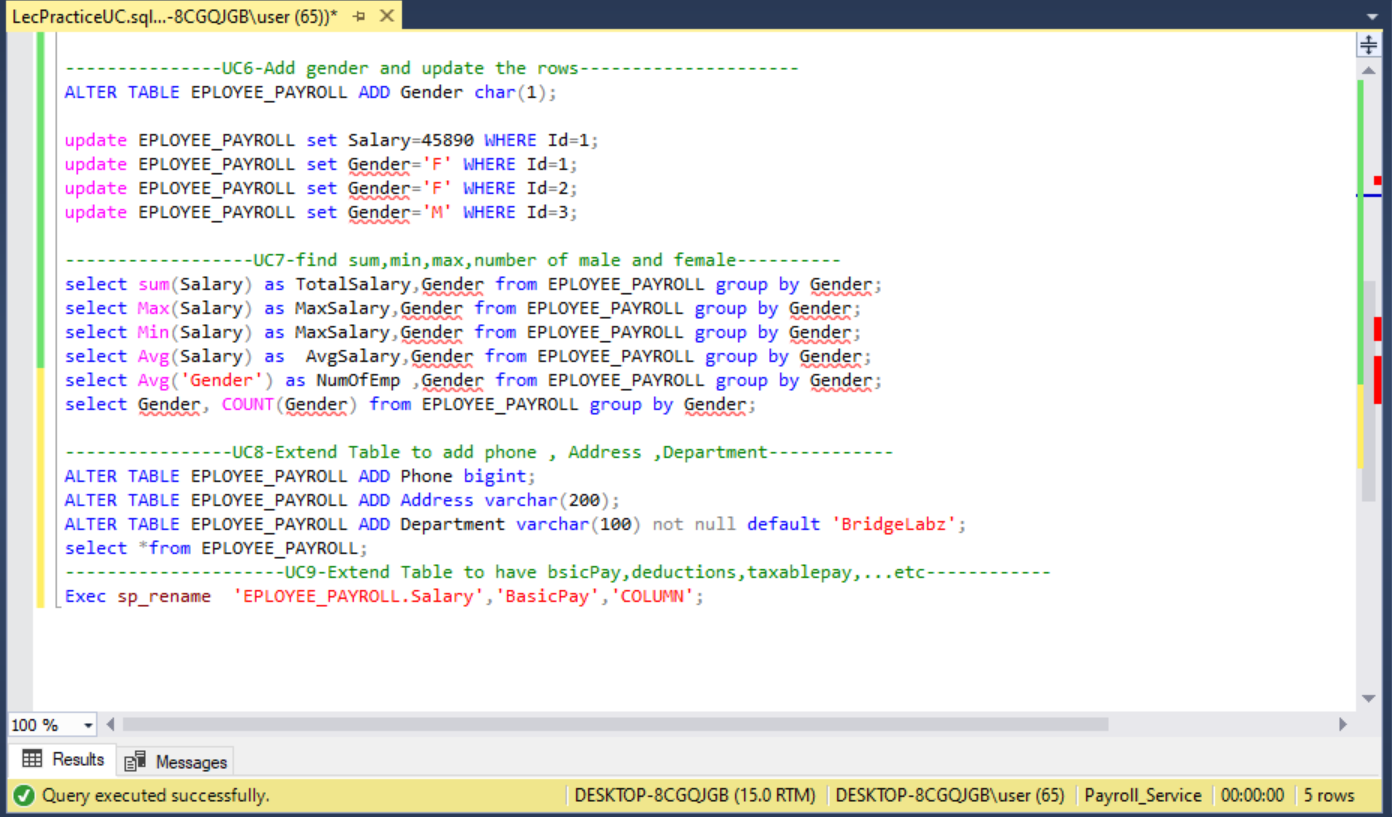 LecPracticeUC.sql...-8CGQJGB\user (65))*
---------------UC6-Add gender and update the rows---------------------
ALTER TABLE EPLOYEE_PAYROLL ADD Gender char(1);
update EPLOYEE_PAYROLL set Salary=45890 WHERE Id=1;
update EPLOYEE_PAYROLL set Gender='F' WHERE Id=1;
update EPLOYEE_PAYROLL set Gender='F' WHERE Id=2;
update EPLOYEE_PAYROLL set Gender='M' WHERE Id=3;
------------------UC7-find sum,min,max,number of male and female----------
select sum(Salary) as TotalSalary,Gender from EPLOYEE_PAYROLL group by Gender;
select Max(Salary) as MaxSalary,Gender from EPLOYEE_PAYROLL group by Gender;
select Min(Salary) as MaxSalary,Gender from EPLOYEE_PAYROLL group by Gender;
select Avg(Salary) as  AvgSalary,Gender from EPLOYEE_PAYROLL group by Gender;
select Avg('Gender') as NumOfEmp ,Gender from EPLOYEE_PAYROLL group by Gender;
select Gender, COUNT(Gender) from EPLOYEE_PAYROLL group by Gender;
----------------UC8-Extend Table to add phone , Address ,Department------------
ALTER TABLE EPLOYEE_PAYROLL ADD Phone bigint;
ALTER TABLE EPLOYEE_PAYROLL ADD Address varchar(200);
ALTER TABLE EPLOYEE_PAYROLL ADD Department varchar(100) not null default 'BridgeLabz';
select *from EPLOYEE_PAYROLL;
---------------------UC9-Extend Table to have bsicPay,deductions,taxablepay,...etc------------
Exec sp_rename  'EPLOYEE_PAYROLL.Salary','BasicPay','COLUMN';
100 %
Results Messages
Query executed successfully. DESKTOP-8CGQJGB (15.0 RTM) DESKTOP-8CGQJGB\user (65) Payroll_Service 00:00:00 5 rows